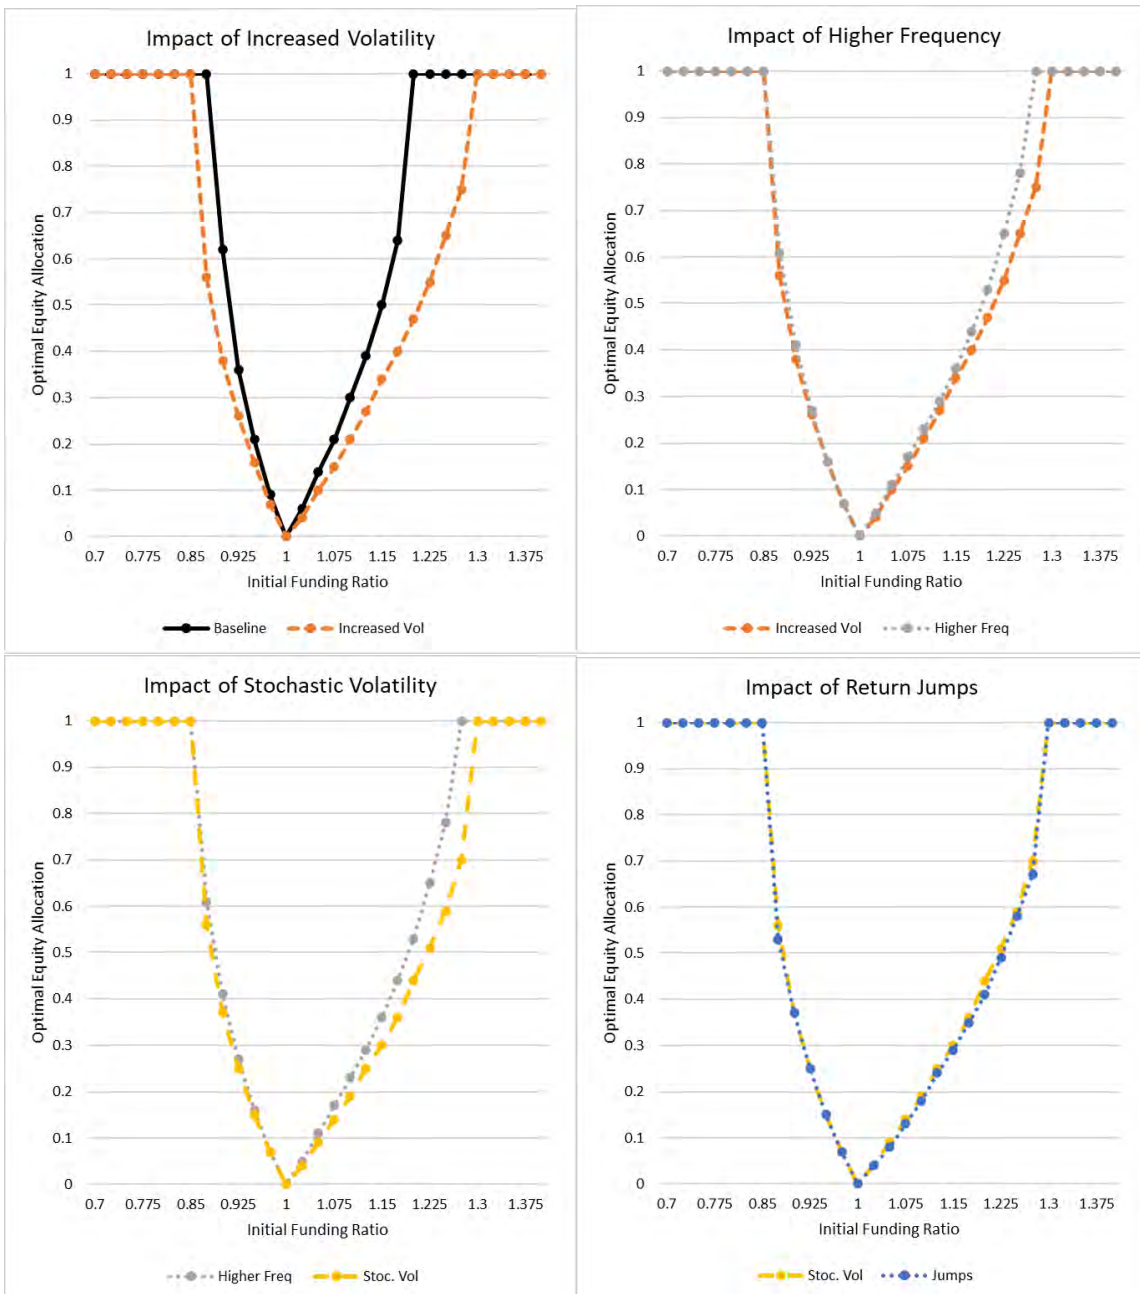 Impact of Increased Volatility
1
0.9
0.8
0.7
0.6
0.5
0.4
0.3
0.2
0.1
0
Optimal Equity Allocation
0.7 0.775 0.85 0.925 1 1.075 1.15 1.225 1.3 1.375
Initial Funding Ratio
Baseline Increased Vol
Impact of Higher Frequency
1
0.9
0.8
0.7
0.6
0.5
0.4
0.3
0.2
0.1
0
Optimal Equity Allocation
0.7 0.775 0.85 0.925 1 1.075 1.15 1.225 1.3 1.375
Initial Funding Ratio
Increased Vol Higher Freq
Impact of Stochastic Volatility
1
0.9
0.8
0.7
0.6
0.5
0.4
0.3
0.2
0.1
0
Optimal Equity Allocation
0.7 0.775 0.85 0.925 1 1.075 1.15 1.225 1.3 1.375
Initial Funding Ratio
Higher Freq Stoc. Vol
Impact of Return Jumps
1
0.9
0.8
0.7
0.6
0.5
0.4
0.3
0.2
0.1
0
Optimal Equity Allocation
0.7 0.775 0.85 0.925 1 1.075 1.15 1.225 1.3 1.375
Initial Funding Ratio
Stoc. Vol Jumps